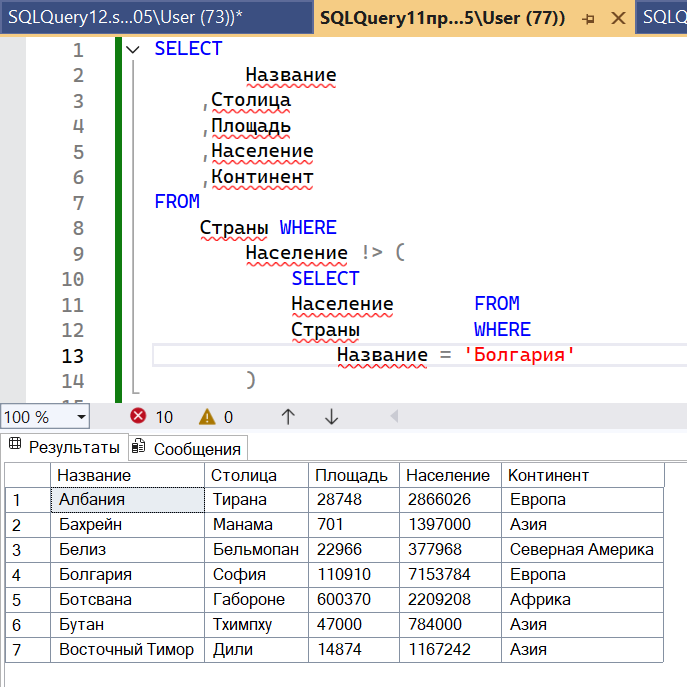 SQLQuery12.s...05\User (73))* SQLQuery11пр...5\User (77)) SQLQ
1 SELECT
2 Название
3 ,Столица
4 ,Площадь
5 ,Население
6 ,Континент
7 FROM
8 Страны WHERE
9 Население !> (
10 SELECT
11 Население FROM
12 Страны WHERE
13 Название = 'Болгария'
14 )
100 % 10 0
Результаты Сообщения
Название Столица Площадь Население Континент
1 Албания Тирана 28748 2866026 Европа
2 Бахрейн Манама 701 1397000 Азия
3 Белиз Бельмопан 22966 377968 Северная Америка
4 Болгария София 110910 7153784 Европа
5 Ботсвана Габороне 600370 2209208 Африка
6 Бутан Тхимпху 47000 784000 Азия
7 Восточный Тимор Дили 14874 1167242 Азия